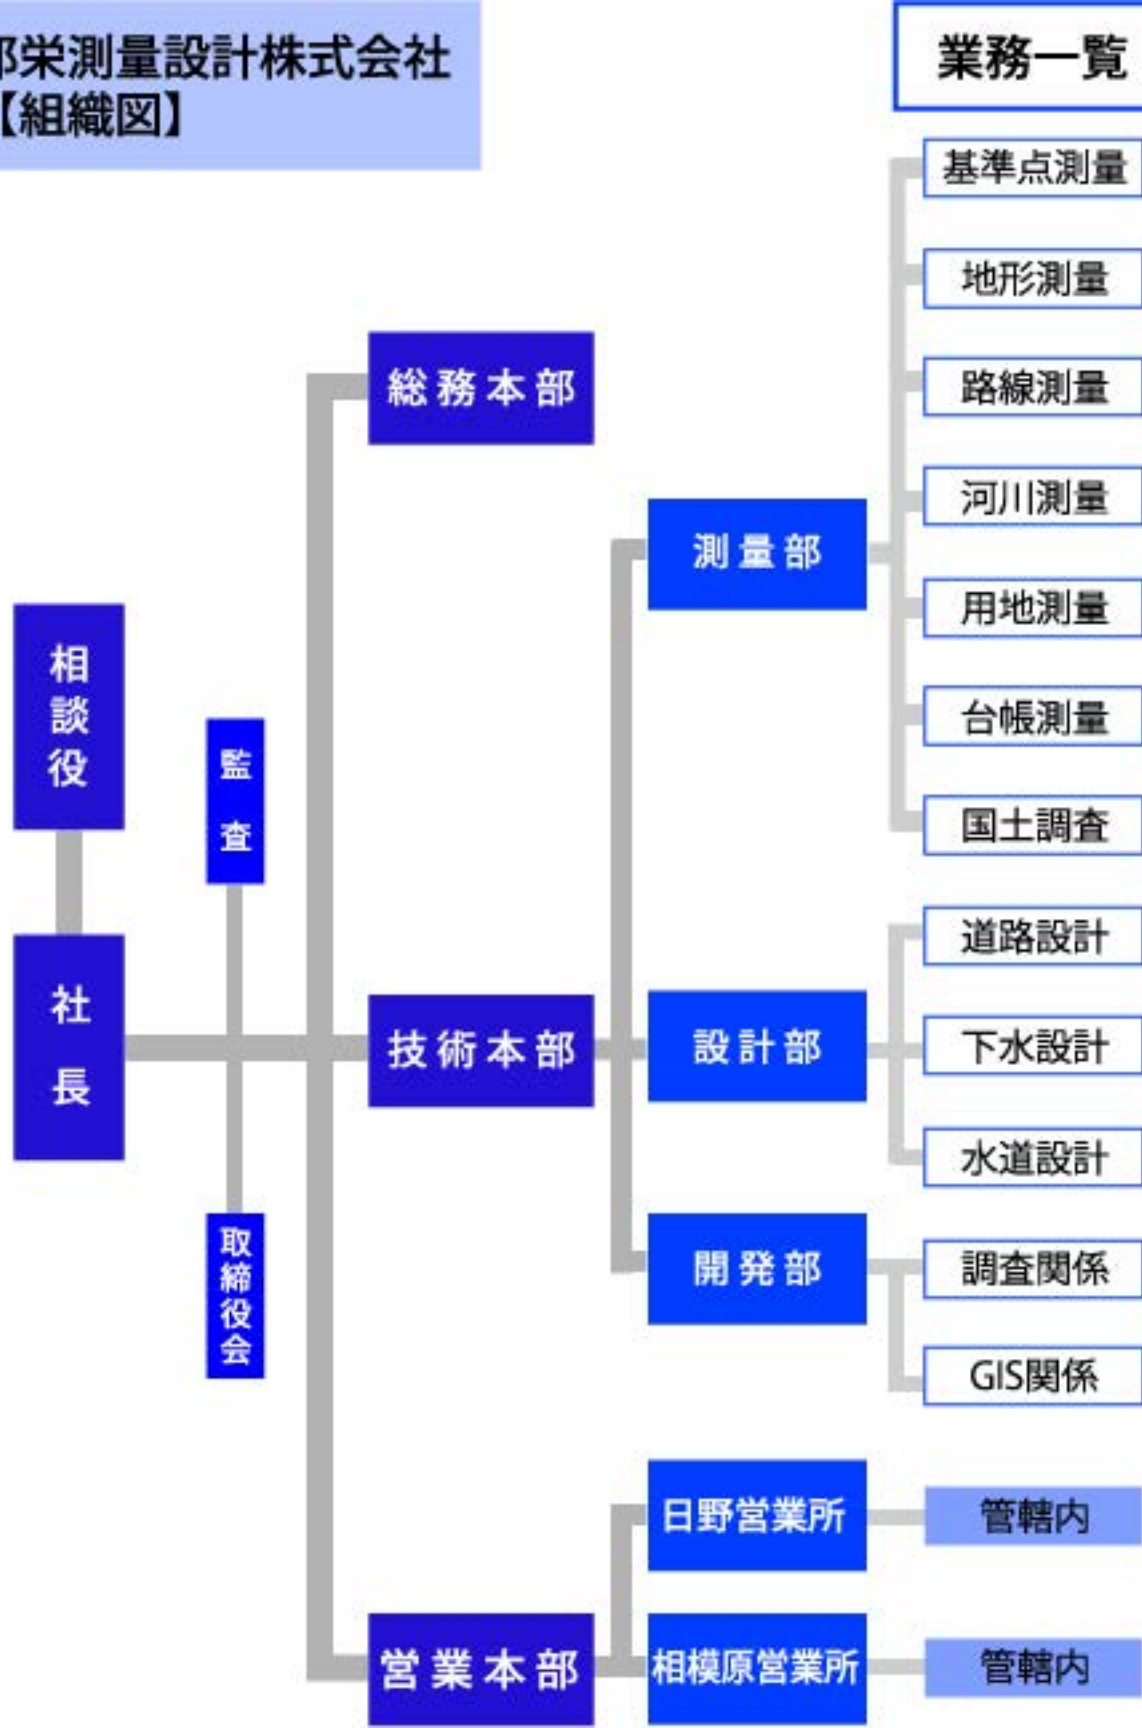 栄測量設計株式会社
【組織図】
業務一覧
基準点測量
地形測量
総務本部
路線測量
河川測量
測量部
用地測量
相談役
台帳測量
監査
国土調査
道路設計
社長
技術本部
設計部
下水設計
水道設計
取締役会
開発部
調査関係
GIS関係
日野営業所
管轄内
営業本部
相模原営業所
管轄内